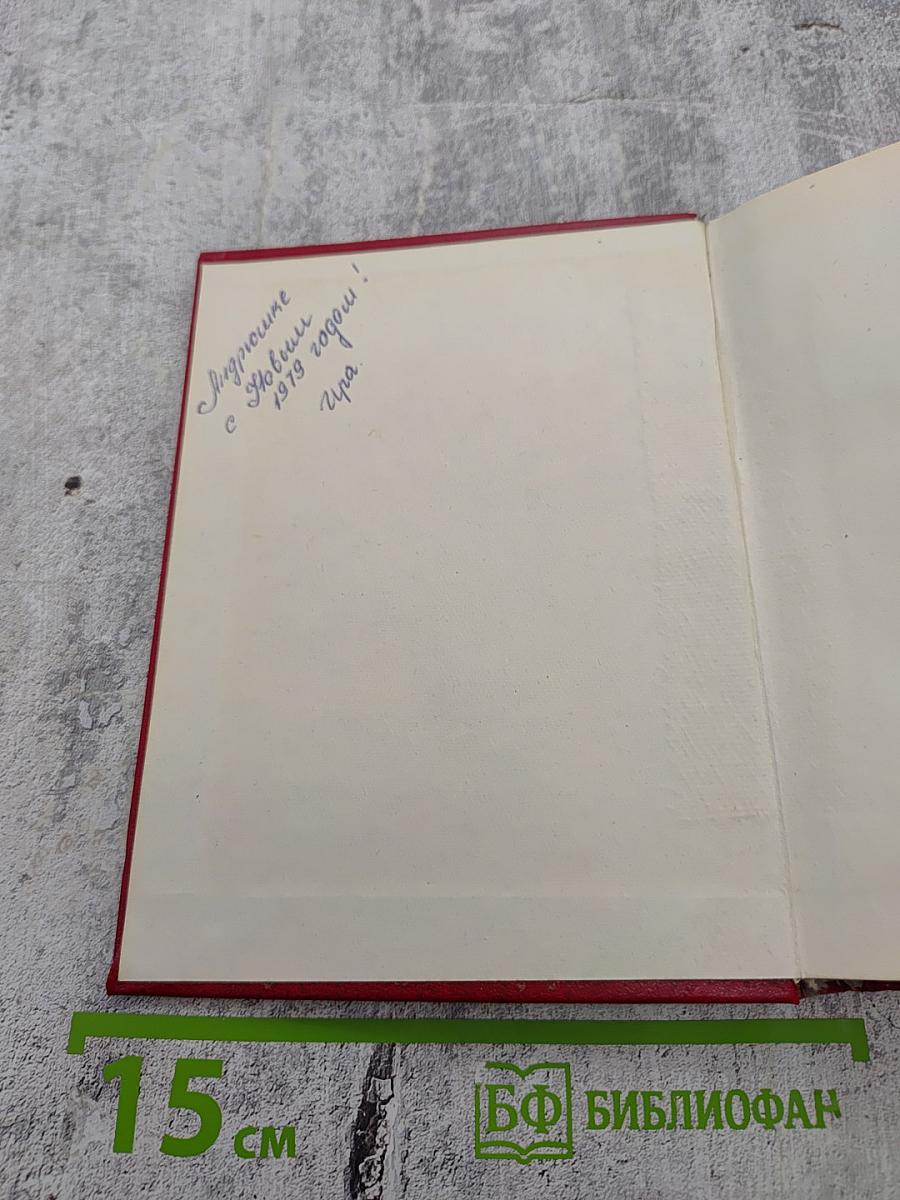 Андрюшке
с Новым
1979 годом!
Ира.
15 см
БФ БИБЛИОФАН